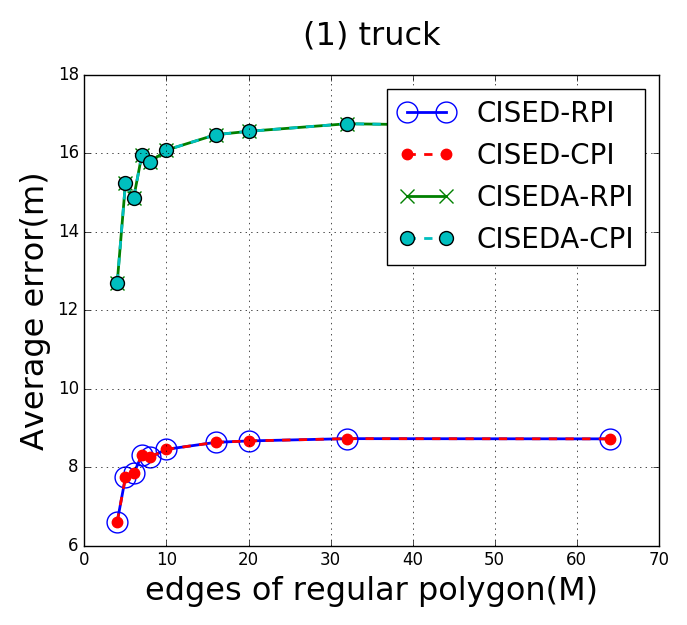 (1) truck
18
16
14
12
10
8
6
Average error(m)
CISED-RPI
CISED-CPI
CISEDA-RPI
CISEDA-CPI
0 10 20 30 40 50 60 70
edges of regular polygon(M)